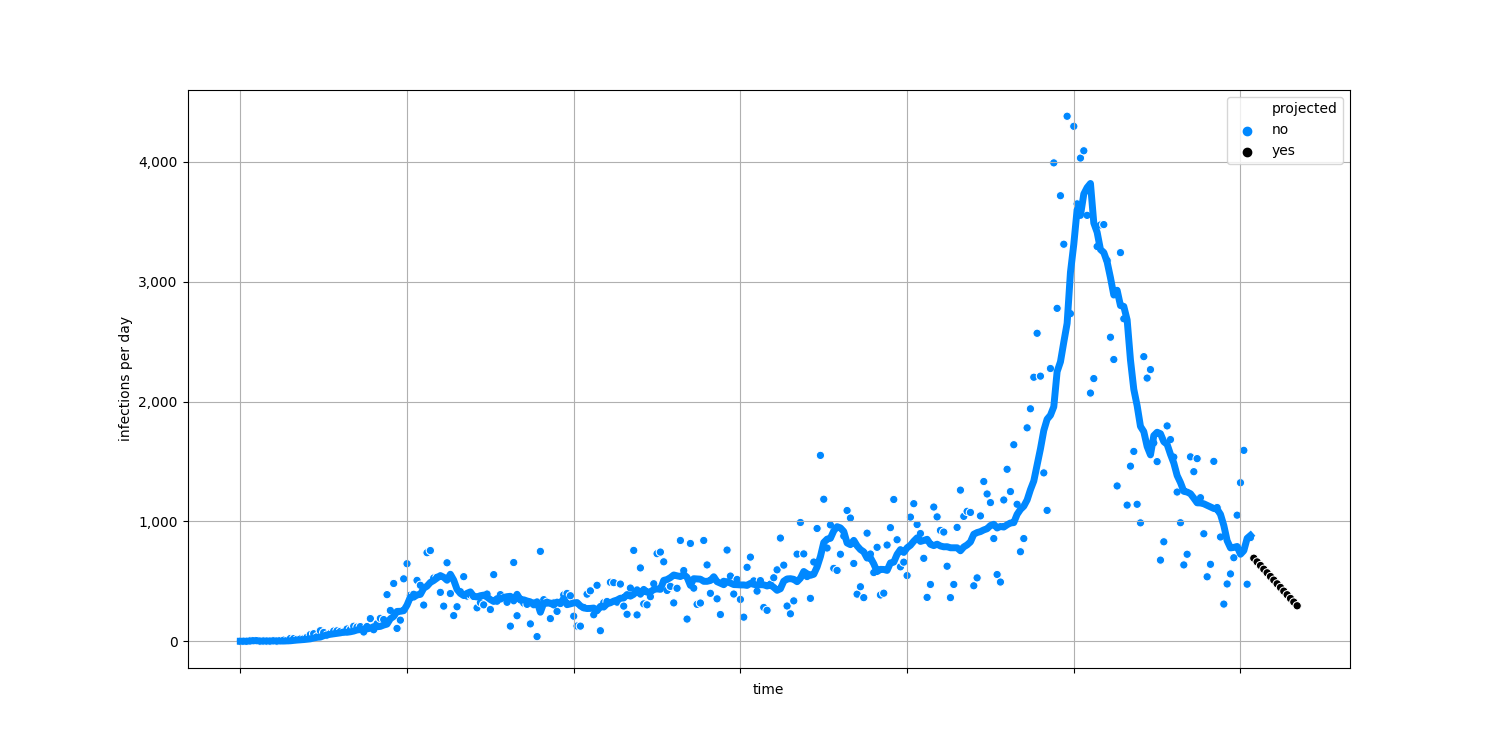 projected
no
yes
4,000
3,000
2,000
1,000
0
infections per day
time